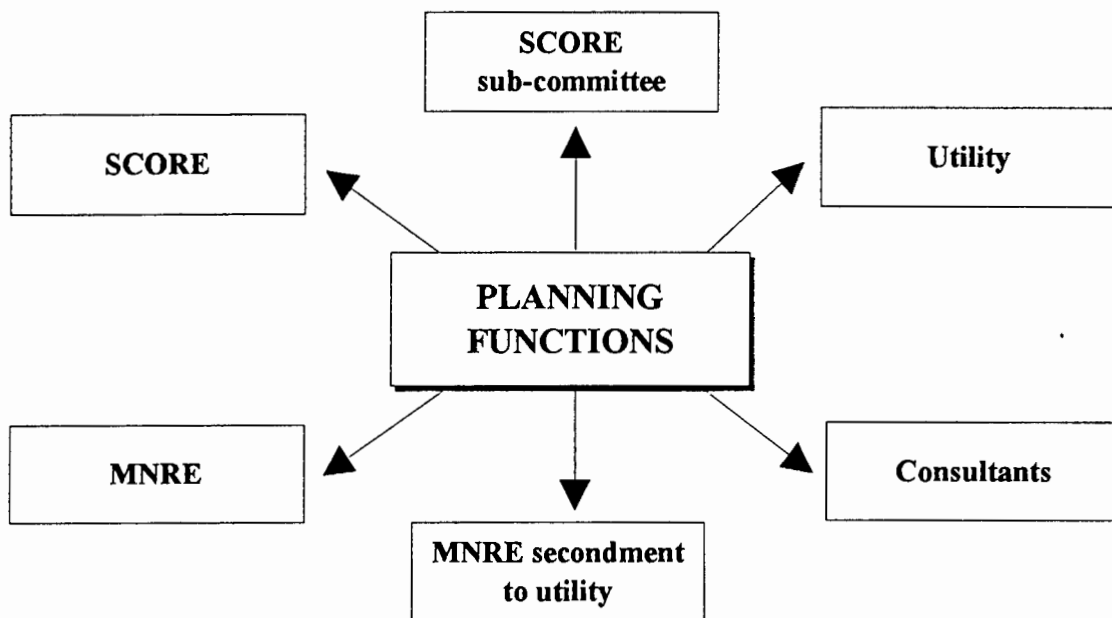 SCORE
sub-committee
SCORE
Utility
PLANNING
FUNCTIONS
MNRE
Consultants
MNRE secondment
to utility